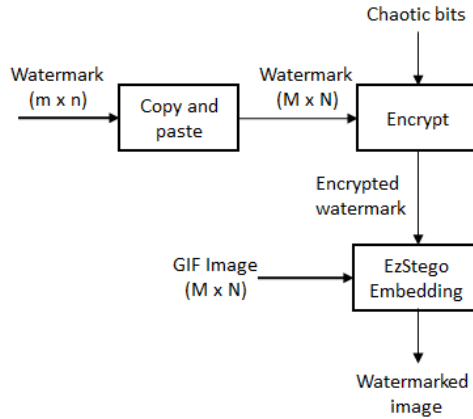 Chaotic bits
Watermark
(m x n)
Copy and
paste
Watermark
(M x N)
Encrypt
Encrypted
watermark
GIF Image
(M x N)
EzStego
Embedding
Watermarked
image